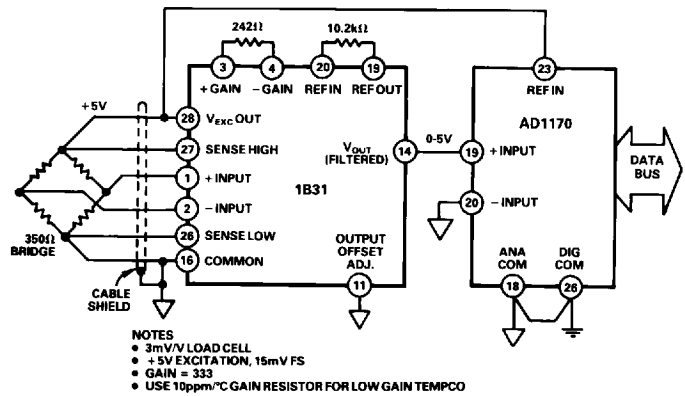 242Ω
10.2kΩ
3
4
20
19
23
+GAIN
−GAIN
REF IN
REF OUT
REF IN
+5V
28
VEXC OUT
AD1170
27
SENSE HIGH
VOUT
(FILTERED)
14
0-5V
19
+INPUT
DATA
BUS
1
+INPUT
1B31
2
−INPUT
20
−INPUT
350Ω
BRIDGE
26
SENSE LOW
OUTPUT
OFFSET
ADJ.
16
COMMON
ANA
COM
DIG
COM
CABLE
SHIELD
11
18
26
NOTES
• 3mV/V LOAD CELL
• +5V EXCITATION, 15mV FS
• GAIN = 333
• USE 10ppm/°C GAIN RESISTOR FOR LOW GAIN TEMPCO